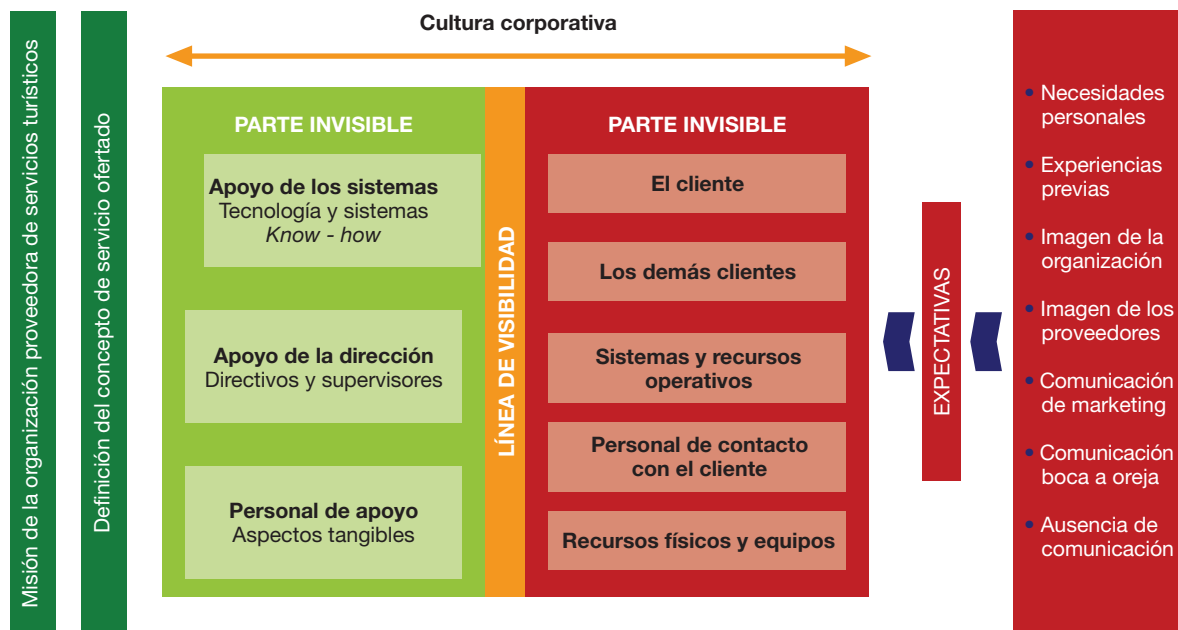 Misión de la organización proveedora de servicios turísticos
Definición del concepto de servicio ofertado
Cultura corporativa
PARTE INVISIBLE
Apoyo de los sistemas
Tecnología y sistemas
Know - how
Apoyo de la dirección
Directivos y supervisores
Personal de apoyo
Aspectos tangibles
LÍNEA DE VISIBILIDAD
PARTE INVISIBLE
El cliente
Los demás clientes
Sistemas y recursos
operativos
Personal de contacto
con el cliente
Recursos físicos y equipos
EXPECTATIVAS
• Necesidades
personales
• Experiencias
previas
• Imagen de la
organización
• Imagen de los
proveedores
• Comunicación
de marketing
• Comunicación
boca a oreja
• Ausencia de
comunicación